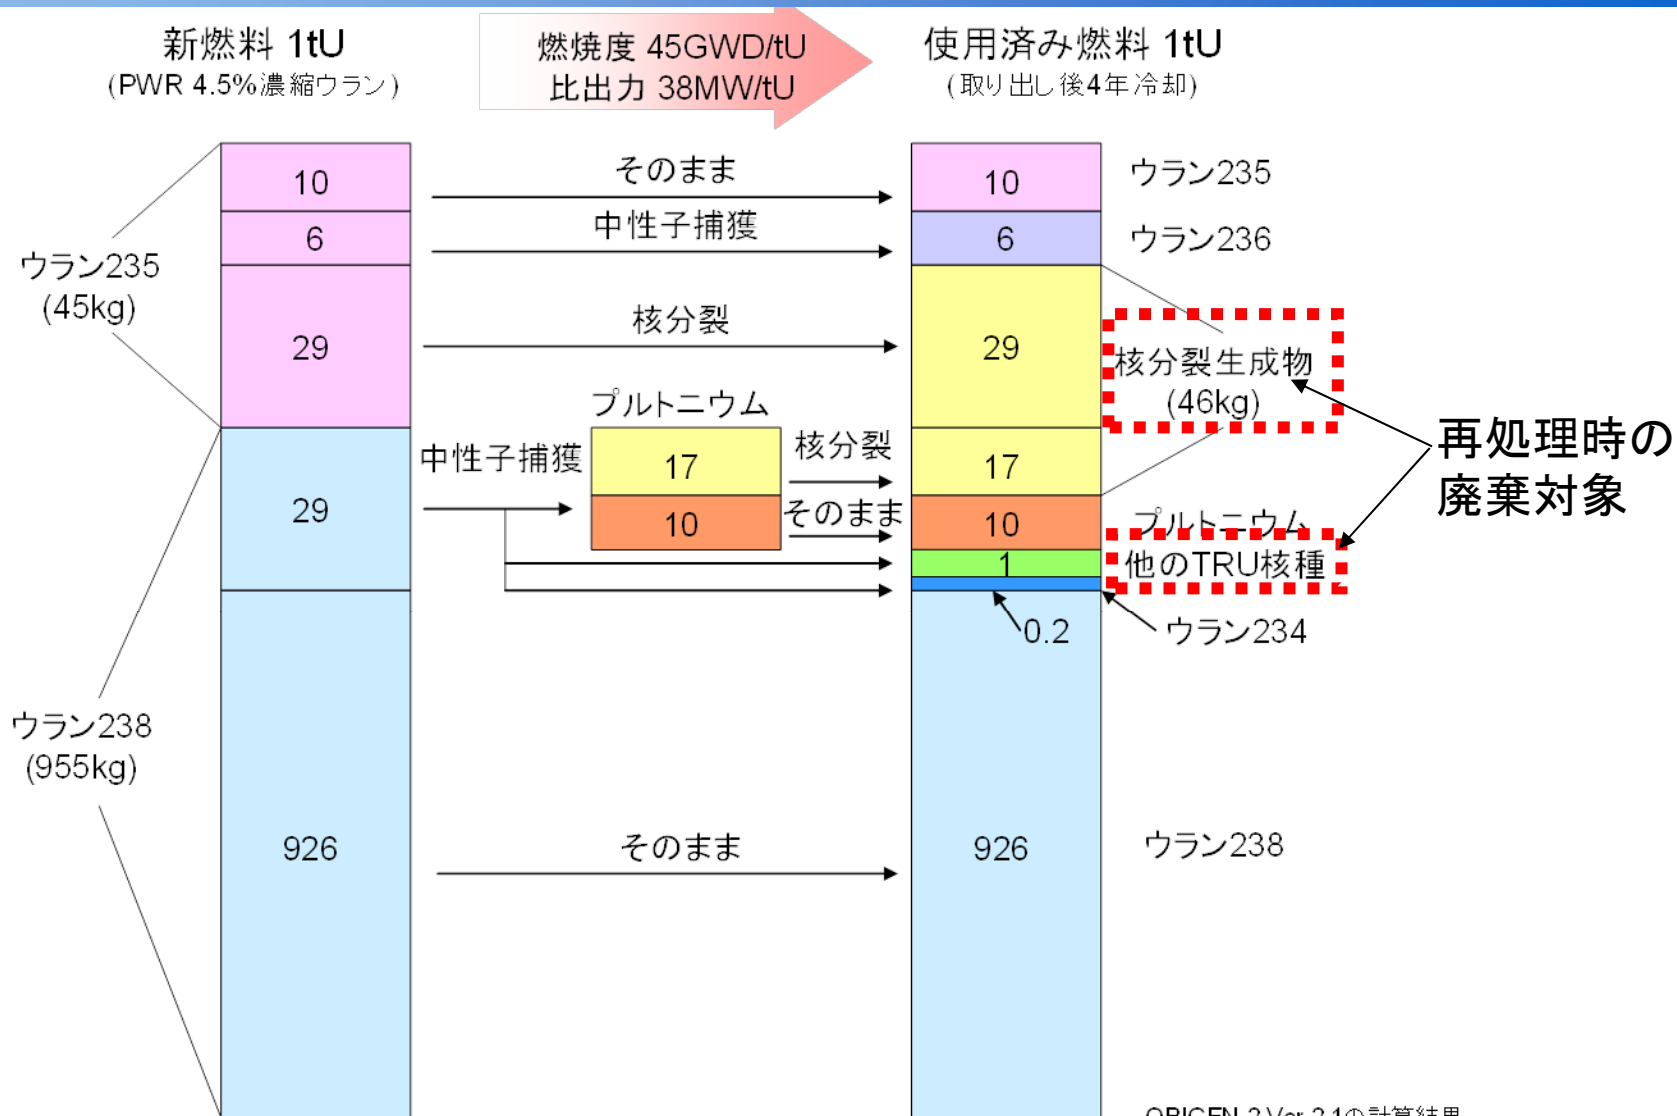 新燃料 1tU
(PWR 4.5%濃縮ウラン)
燃焼度 45GWD/tU
比出力 38MW/tU
使用済み燃料 1tU
(取り出し後4年冷却)
ウラン235
(45kg)
10
そのまま
10
ウラン235
6
中性子捕獲
6
ウラン236
29
核分裂
29
核分裂生成物
(46kg)
再処理時の
廃棄対象
プルトニウム
中性子捕獲
29
17
核分裂
17
10
そのまま
10
プルトニウム
1
他のTRU核種
0.2
ウラン234
ウラン238
(955kg)
926
そのまま
926
ウラン238